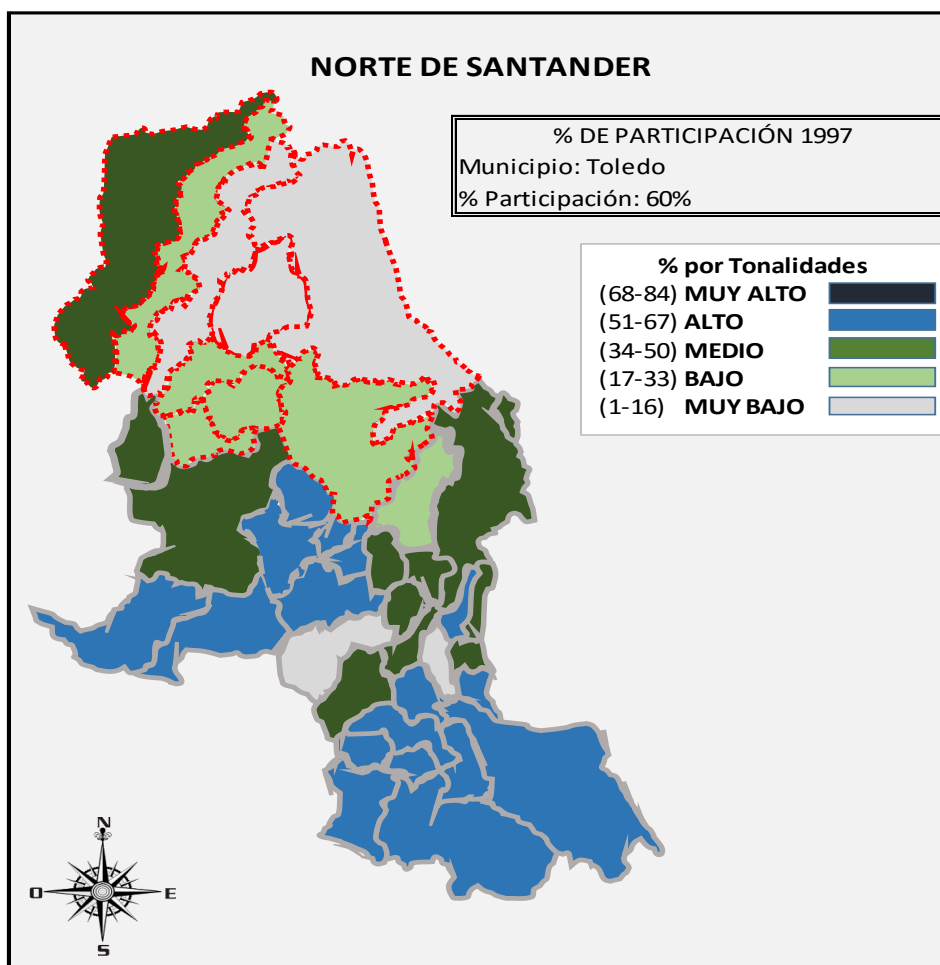 NORTE DE SANTANDER
% DE PARTICIPACIÓN 1997
Municipio: Toledo
% Participación: 60%
% por Tonalidades
(68-84) MUY ALTO
(51-67) ALTO
(34-50) MEDIO
(17-33) BAJO
(1-16) MUY BAJO
N
O E
S